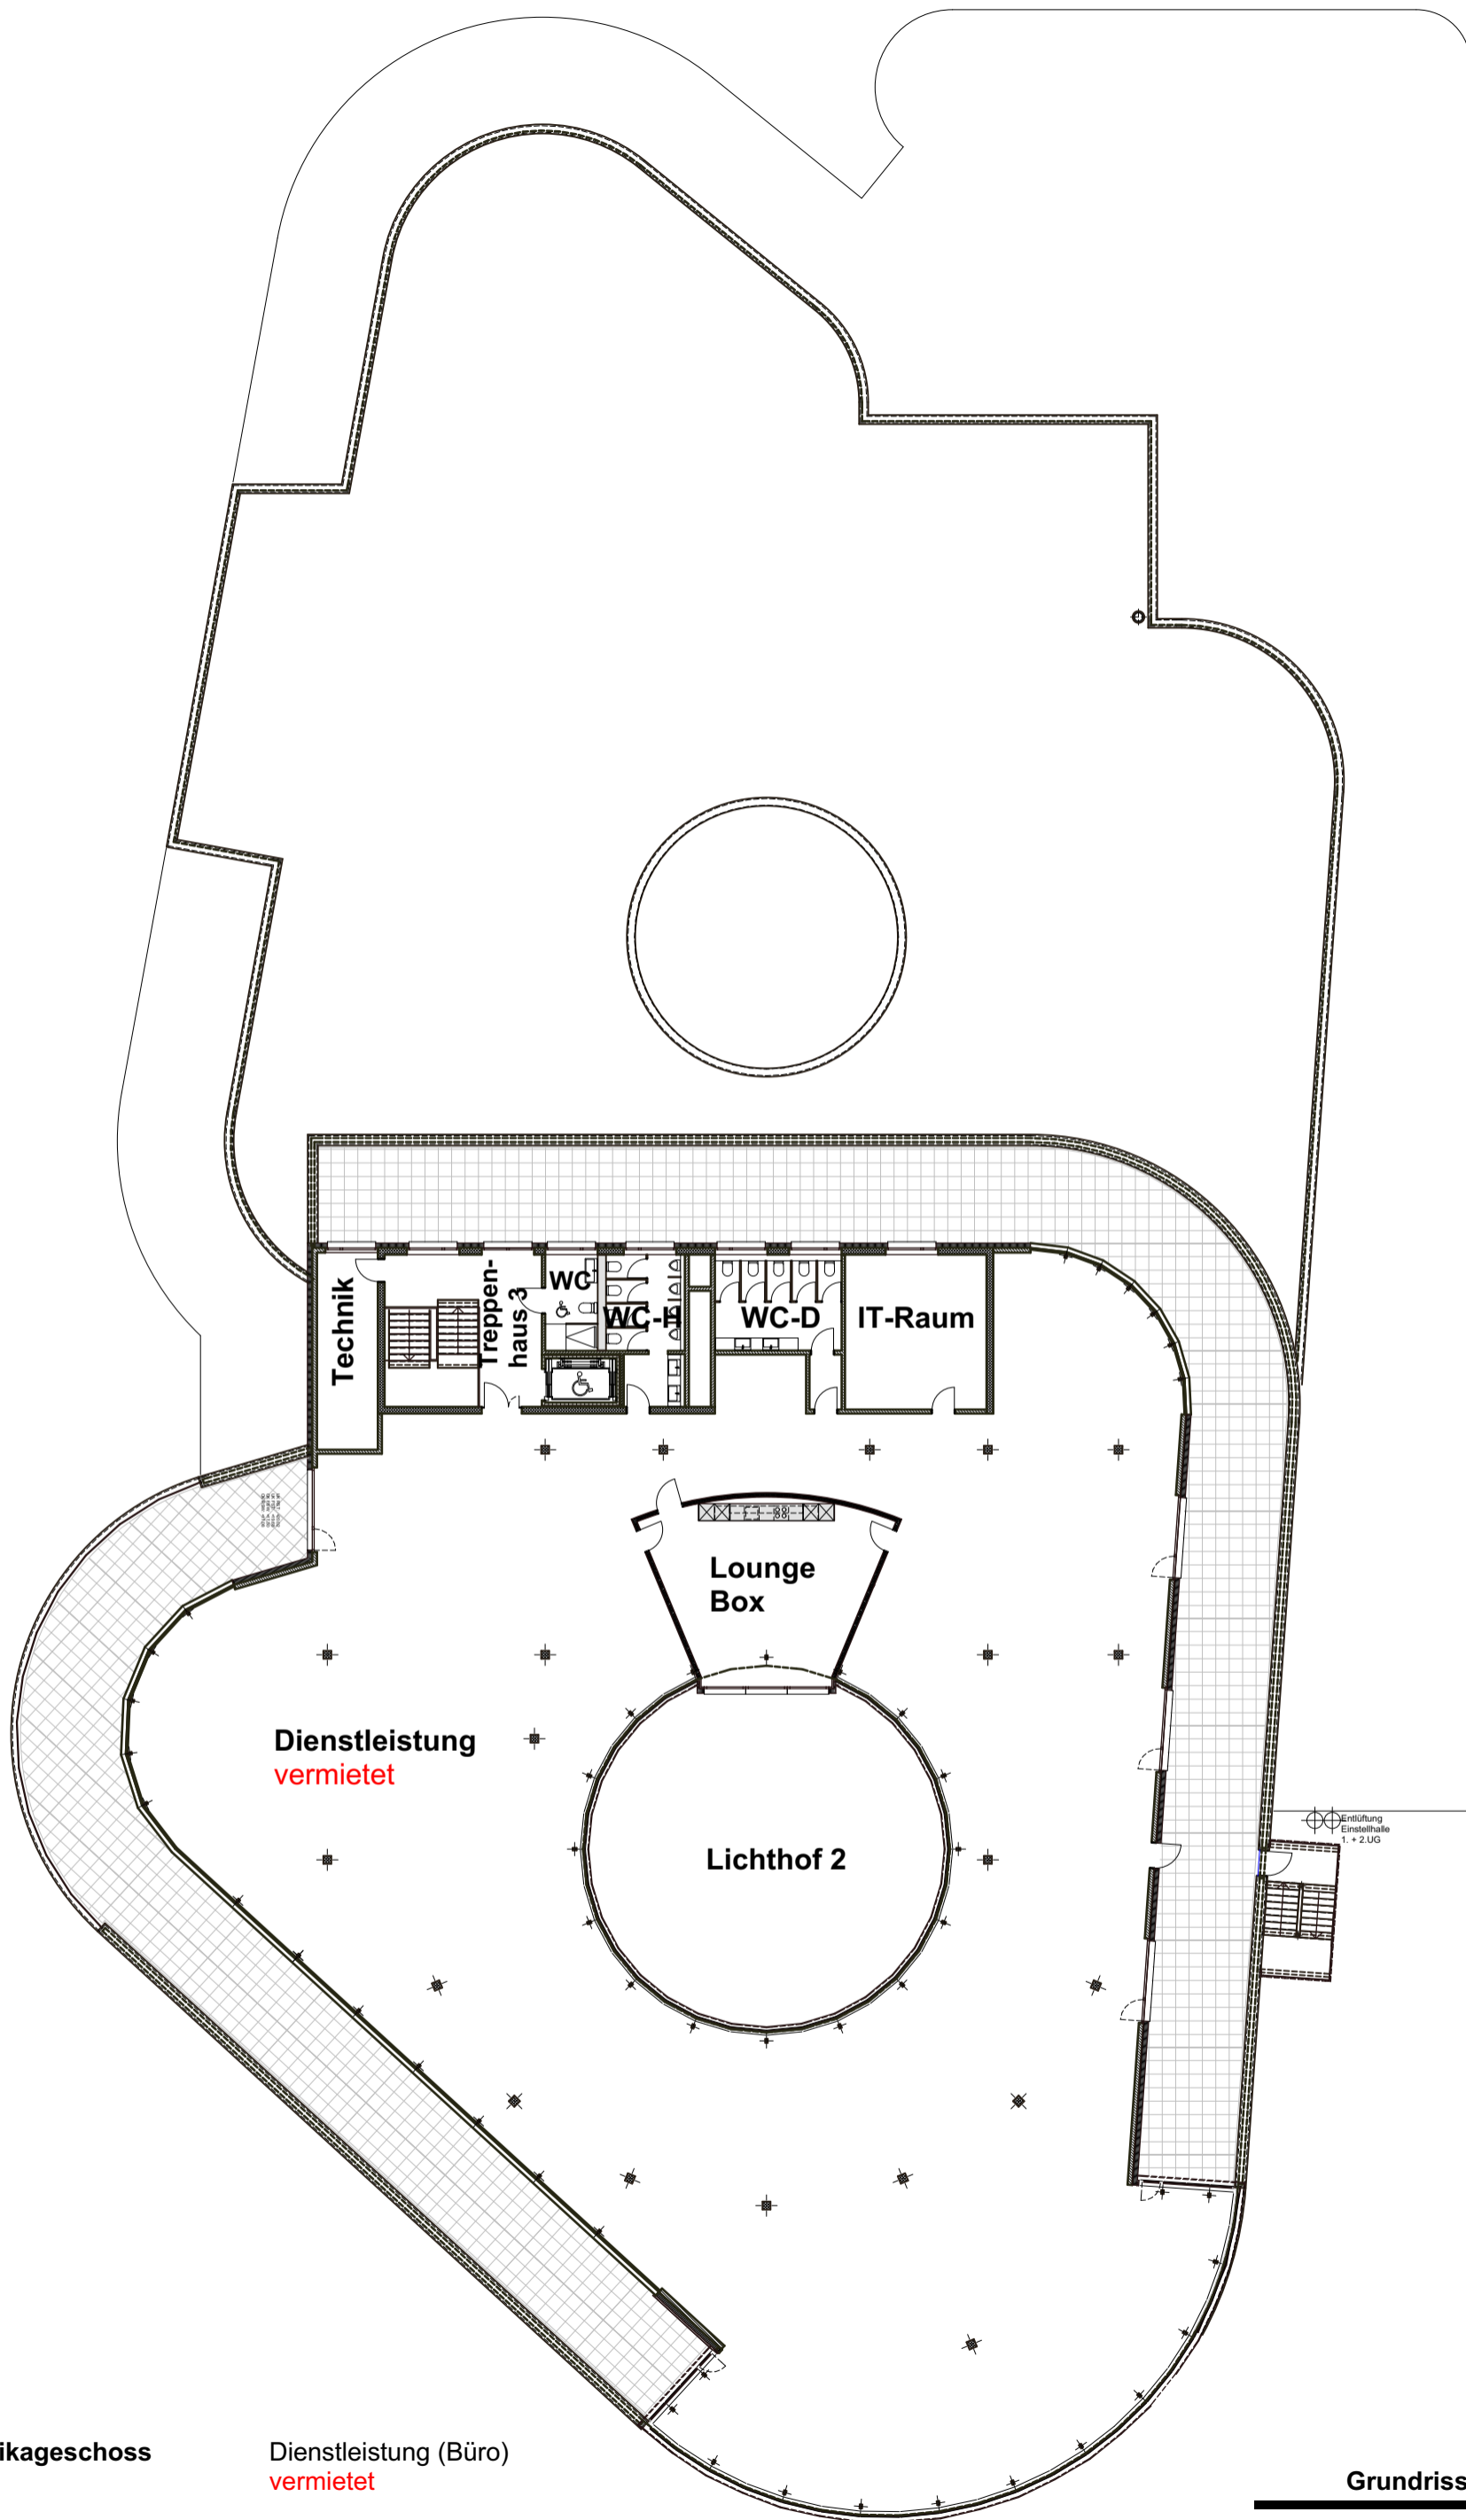 Technik
Treppen-
haus 3
WC
WC-H
WC-D
IT-Raum
Lounge
Box
Dienstleistung
vermietet
Lichthof 2
Entlüftung
Einstellhalle
1. + 2.UG
ikageschoss
Dienstleistung (Büro)
vermietet
Grundriss